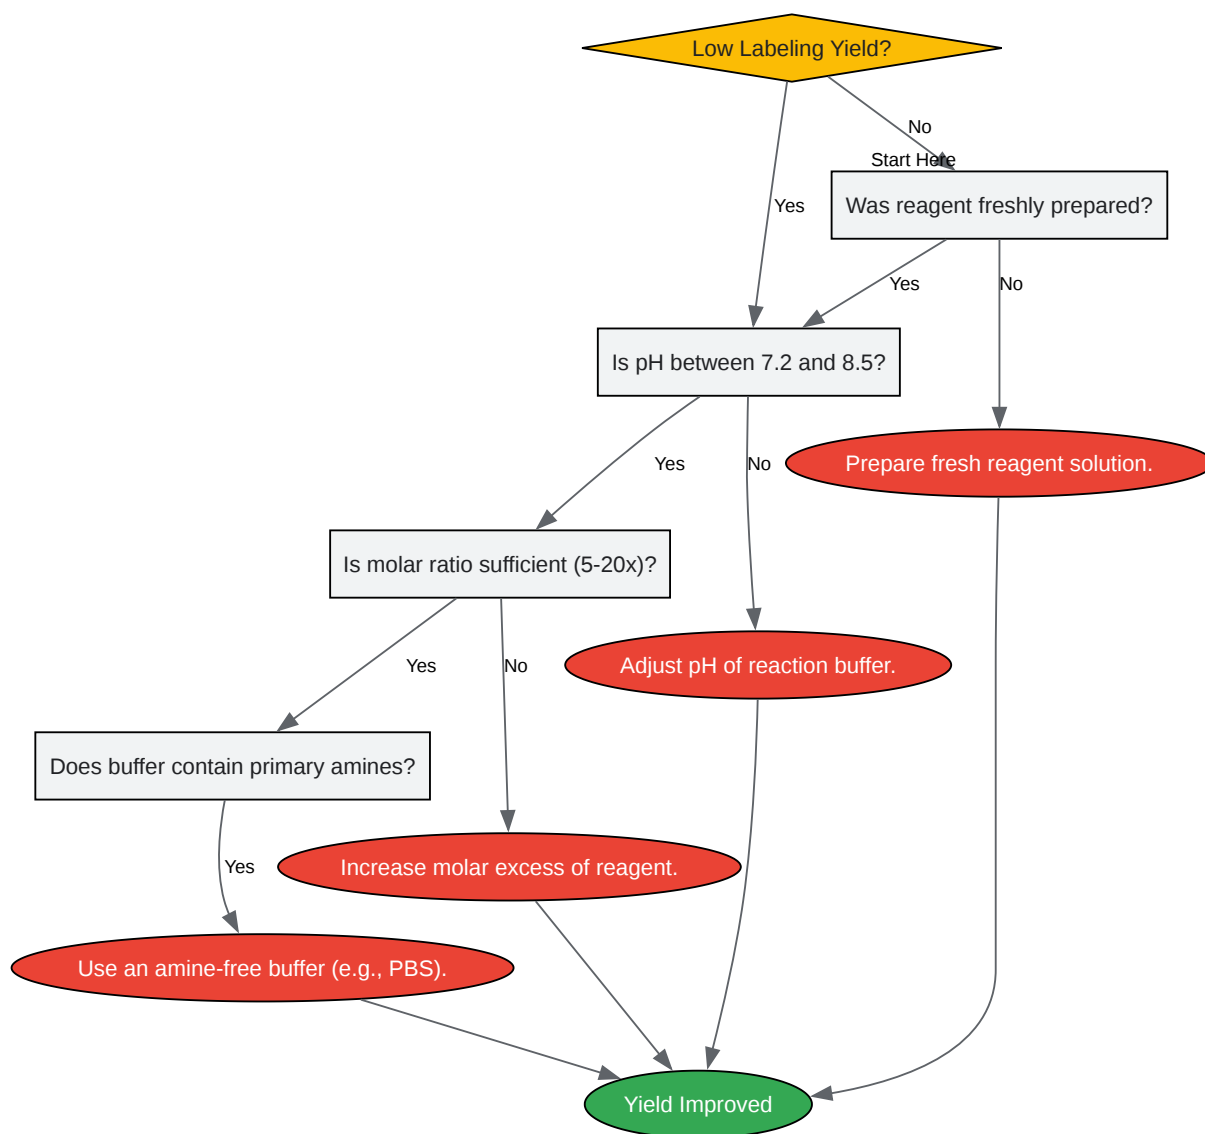 Low Labeling Yield?
No
Start Here
Yes
Was reagent freshly prepared?
Yes
No
Is pH between 7.2 and 8.5?
Yes
No
Prepare fresh reagent solution.
Is molar ratio sufficient (5-20x)?
Yes
No
Adjust pH of reaction buffer.
Does buffer contain primary amines?
Yes
Increase molar excess of reagent.
Use an amine-free buffer (e.g., PBS).
Yield Improved